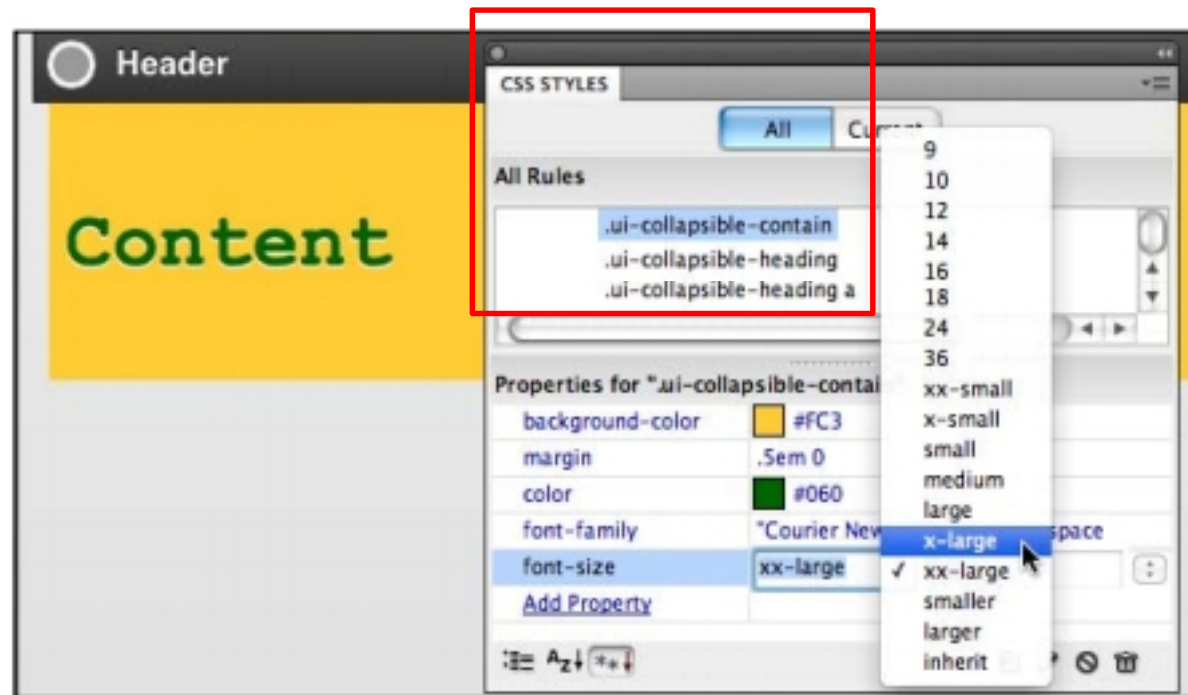 Header
CSS STYLES
All Current
All Rules
.ui-collapsible-contain
.ui-collapsible-heading
.ui-collapsible-heading a
Content
Properties for ".ui-collapsible-contain"
background-color #FC3
margin .5em 0
color #060
font-family "Courier New space
font-size xx-large
Add Property
9
10
12
14
16
18
24
36
xx-small
x-small
small
medium
large
x-large
✓ xx-large
smaller
larger
inherit